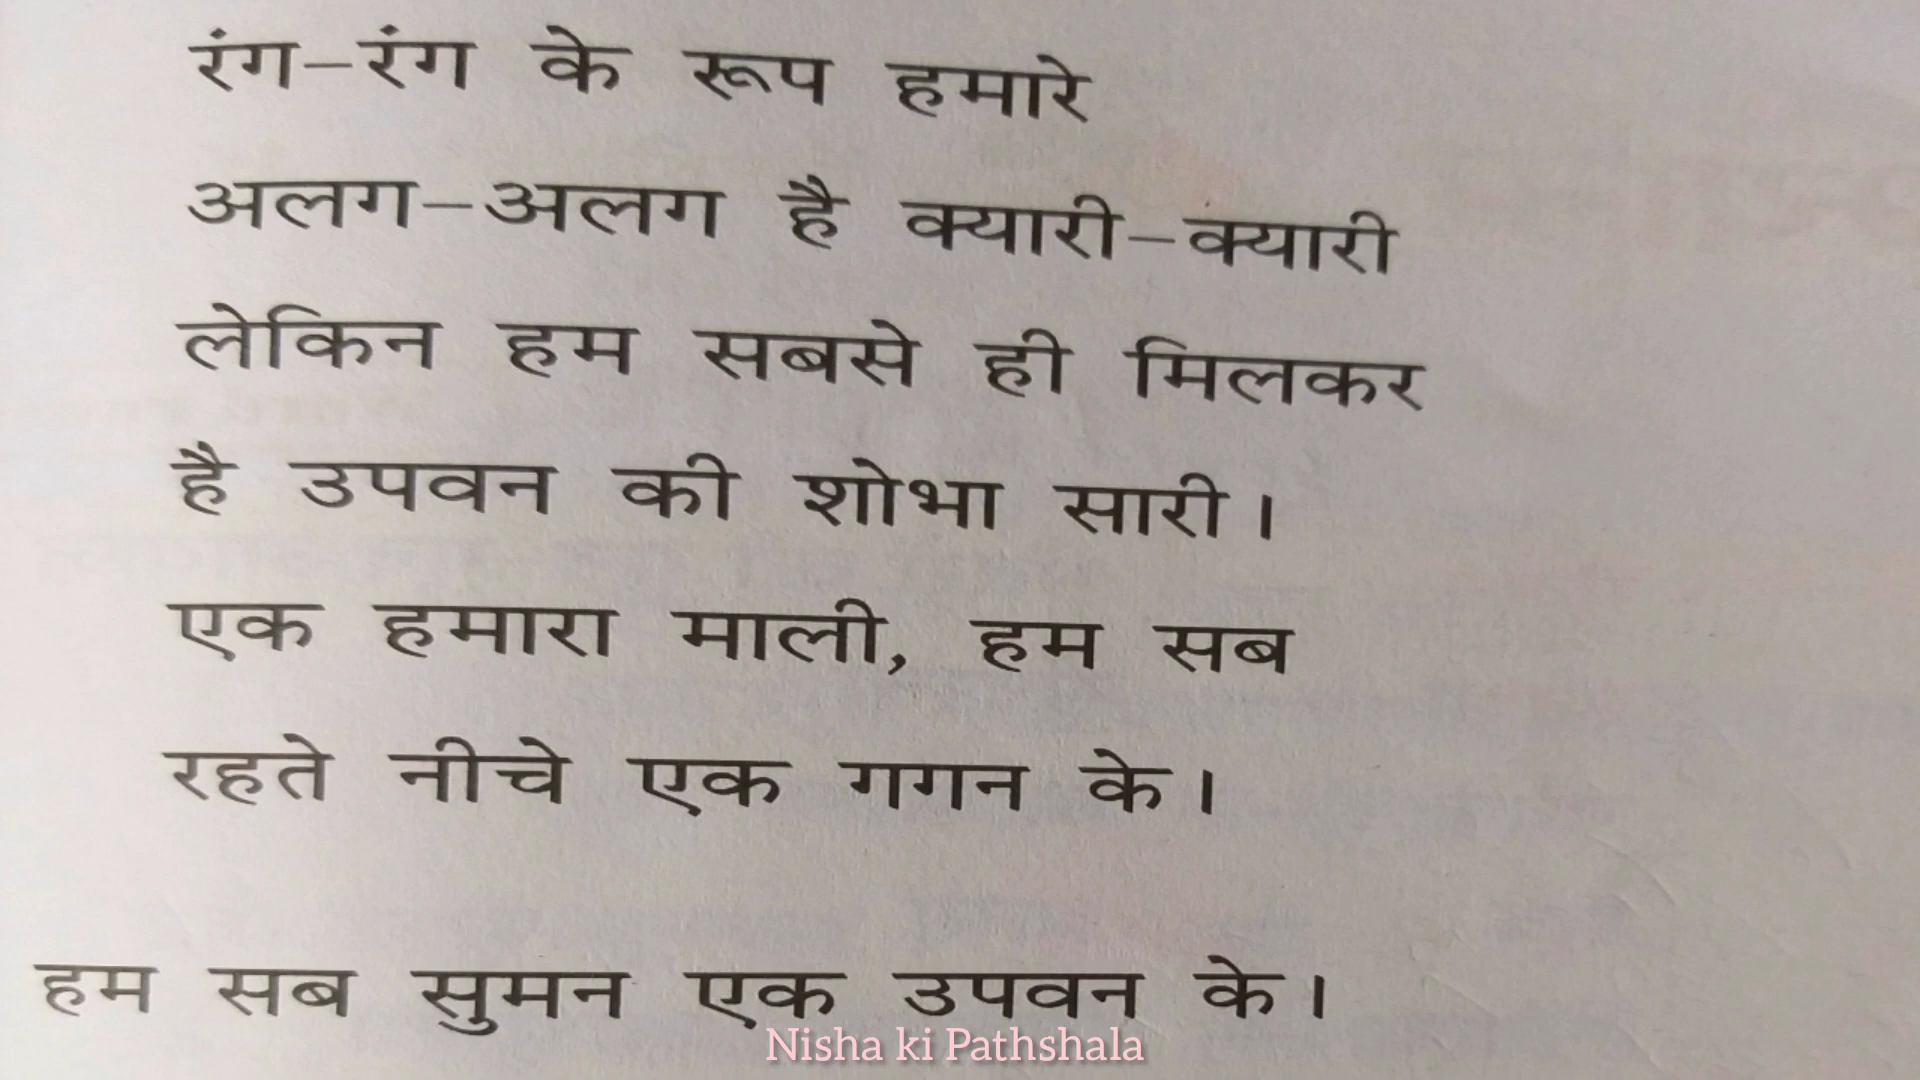 रंग-रंग के रूप हमारे
अलग-अलग है क्यारी-क्यारी
लेकिन हम सबसे ही मिलकर
है उपवन की शोभा सारी।
एक हमारा माली, हम सब
रहते नीचे एक गगन के।
हम सब सुमन एक उपवन के।
Nisha ki Pathshala